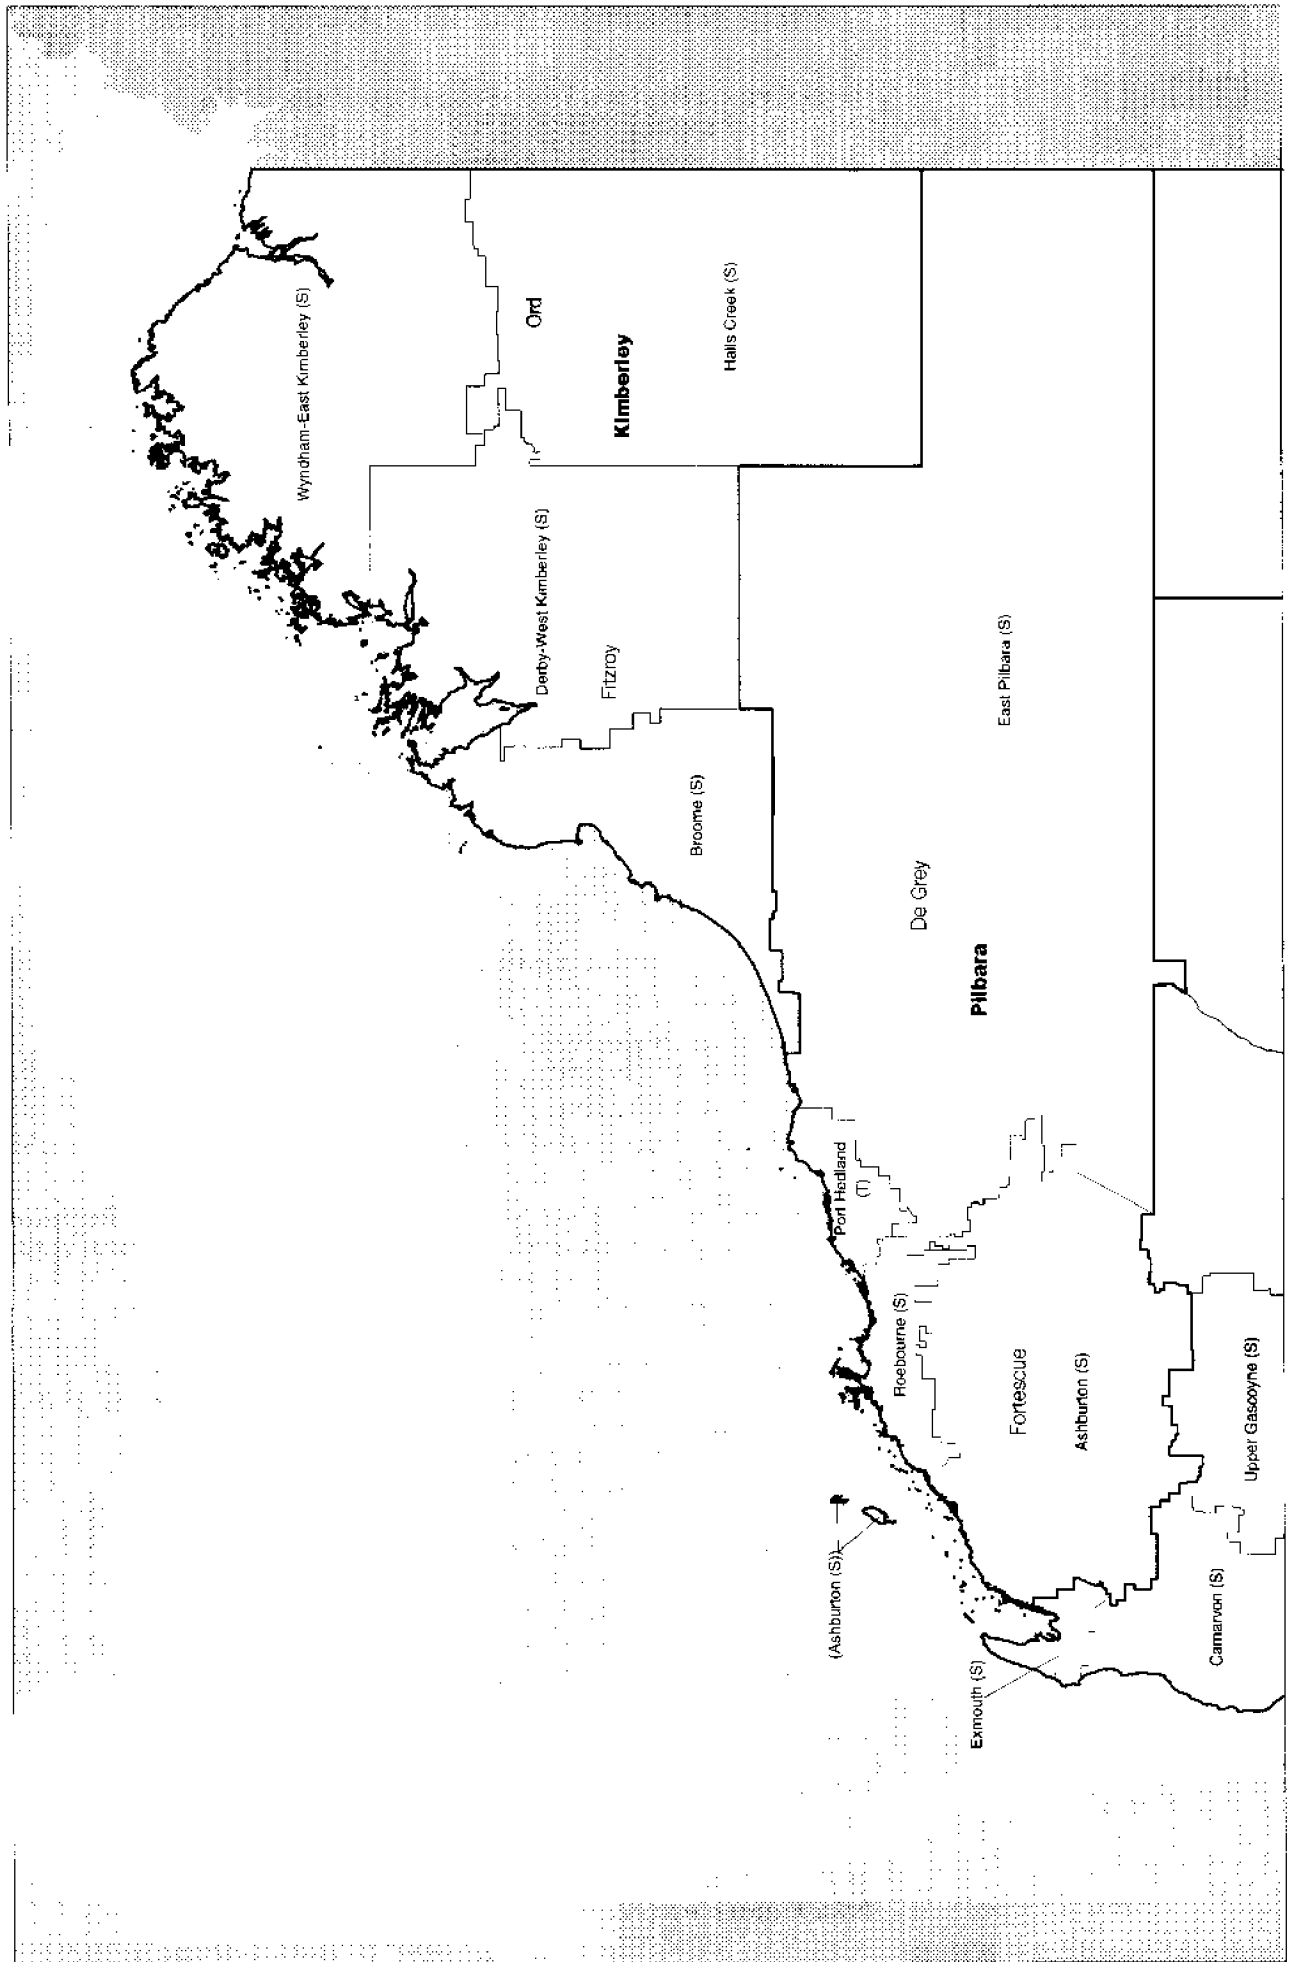 Wyndham-East Kimberley (S)
Ord
Kimberley
Halls Creek (S)
Derby-West Kimberley (S)
Fitzroy
Broome (S)
East Pilbara (S)
De Grey
Pilbara
Port Hedland
(T)
Roebourne (S)
Fortescue
Ashburton (S)
Upper Gascoyne (S)
(Ashburton (S))
Exmouth (S)
Carnarvon (S)